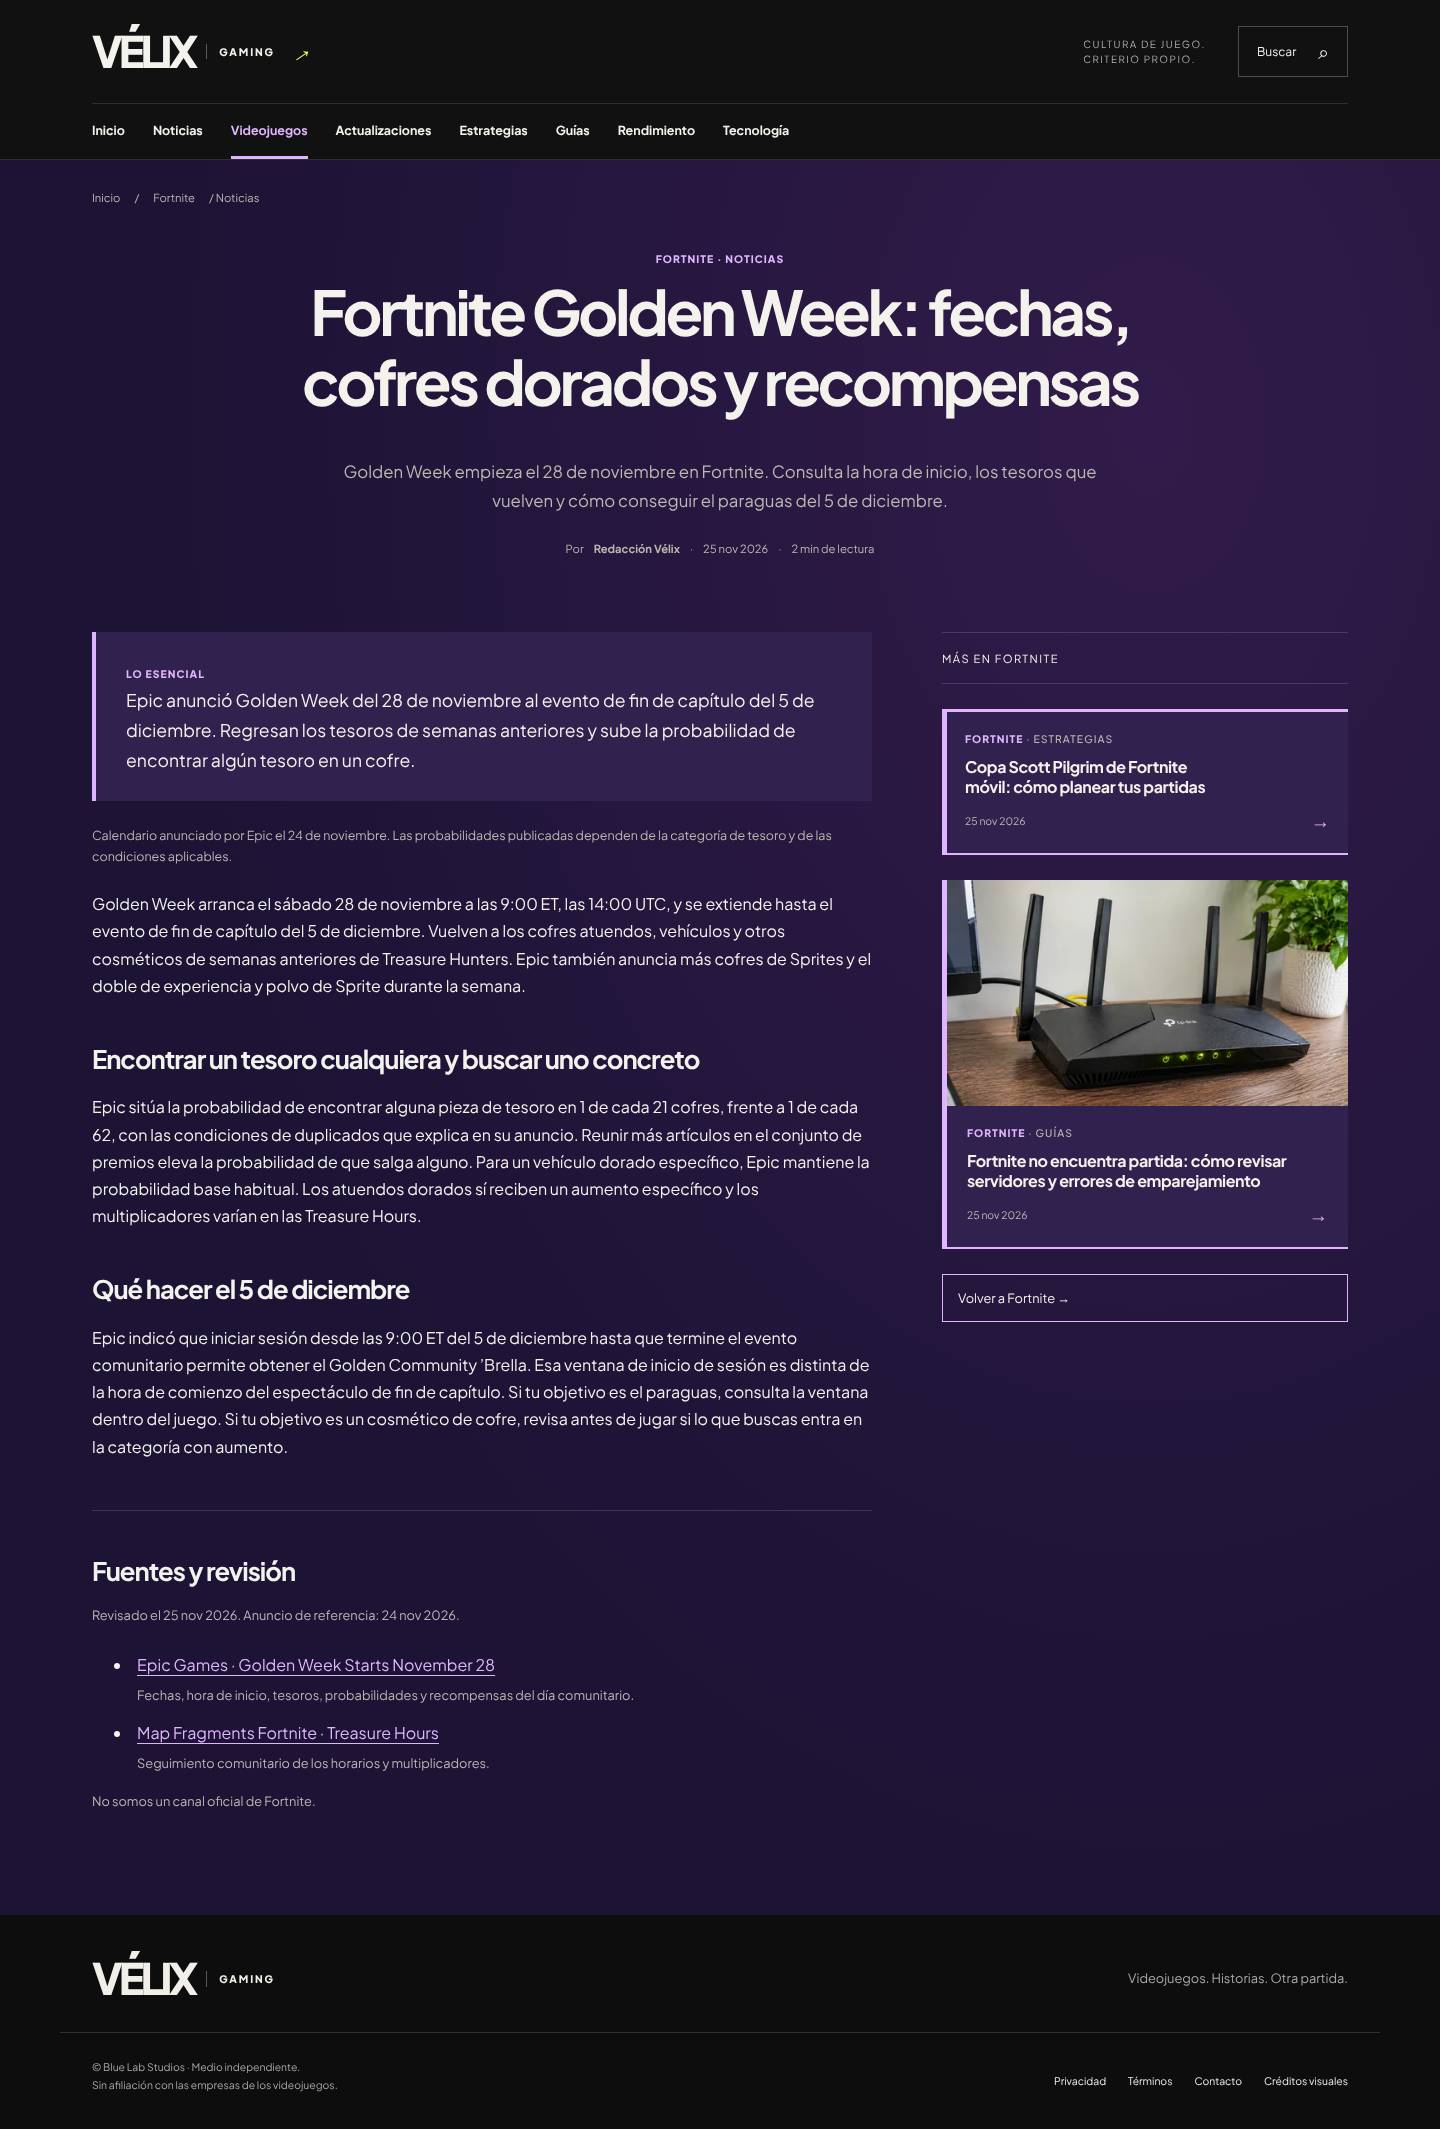 VÉLIX
GAMING
CULTURA DE JUEGO.
CRITERIO PROPIO.
Buscar
Inicio
Noticias
Videojuegos
Actualizaciones
Estrategias
Guías
Rendimiento
Tecnología
Inicio / Fortnite / Noticias
FORTNITE · NOTICIAS
Fortnite Golden Week: fechas,
cofres dorados y recompensas
Golden Week empieza el 28 de noviembre en Fortnite. Consulta la hora de inicio, los tesoros que
vuelven y cómo conseguir el paraguas del 5 de diciembre.
Por Redacción Vélix · 25 nov 2026 · 2 min de lectura
LO ESENCIAL
Epic anunció Golden Week del 28 de noviembre al evento de fin de capítulo del 5 de
diciembre. Regresan los tesoros de semanas anteriores y sube la probabilidad de
encontrar algún tesoro en un cofre.
Calendario anunciado por Epic el 24 de noviembre. Las probabilidades publicadas dependen de la categoría de tesoro y de las
condiciones aplicables.
Golden Week arranca el sábado 28 de noviembre a las 9:00 ET, las 14:00 UTC, y se extiende hasta el
evento de fin de capítulo del 5 de diciembre. Vuelven a los cofres atuendos, vehículos y otros
cosméticos de semanas anteriores de Treasure Hunters. Epic también anuncia más cofres de Sprites y el
doble de experiencia y polvo de Sprite durante la semana.
Encontrar un tesoro cualquiera y buscar uno concreto
Epic sitúa la probabilidad de encontrar alguna pieza de tesoro en 1 de cada 21 cofres, frente a 1 de cada
62, con las condiciones de duplicados que explica en su anuncio. Reunir más artículos en el conjunto de
premios eleva la probabilidad de que salga alguno. Para un vehículo dorado específico, Epic mantiene la
probabilidad base habitual. Los atuendos dorados sí reciben un aumento específico y los
multiplicadores varían en las Treasure Hours.
Qué hacer el 5 de diciembre
Epic indicó que iniciar sesión desde las 9:00 ET del 5 de diciembre hasta que termine el evento
comunitario permite obtener el Golden Community ’Brella. Esa ventana de inicio de sesión es distinta de
la hora de comienzo del espectáculo de fin de capítulo. Si tu objetivo es el paraguas, consulta la ventana
dentro del juego. Si tu objetivo es un cosmético de cofre, revisa antes de jugar si lo que buscas entra en
la categoría con aumento.
Fuentes y revisión
Revisado el 25 nov 2026. Anuncio de referencia: 24 nov 2026.
Epic Games · Golden Week Starts November 28
Fechas, hora de inicio, tesoros, probabilidades y recompensas del día comunitario.
Map Fragments Fortnite · Treasure Hours
Seguimiento comunitario de los horarios y multiplicadores.
No somos un canal oficial de Fortnite.
MÁS EN FORTNITE
FORTNITE · ESTRATEGIAS
Copa Scott Pilgrim de Fortnite
móvil: cómo planear tus partidas
25 nov 2026 →
FORTNITE · GUÍAS
Fortnite no encuentra partida: cómo revisar
servidores y errores de emparejamiento
25 nov 2026 →
Volver a Fortnite →
VÉLIX
GAMING
Videojuegos. Historias. Otra partida.
© Blue Lab Studios · Medio independiente.
Sin afiliación con las empresas de los videojuegos.
Privacidad
Términos
Contacto
Créditos visuales